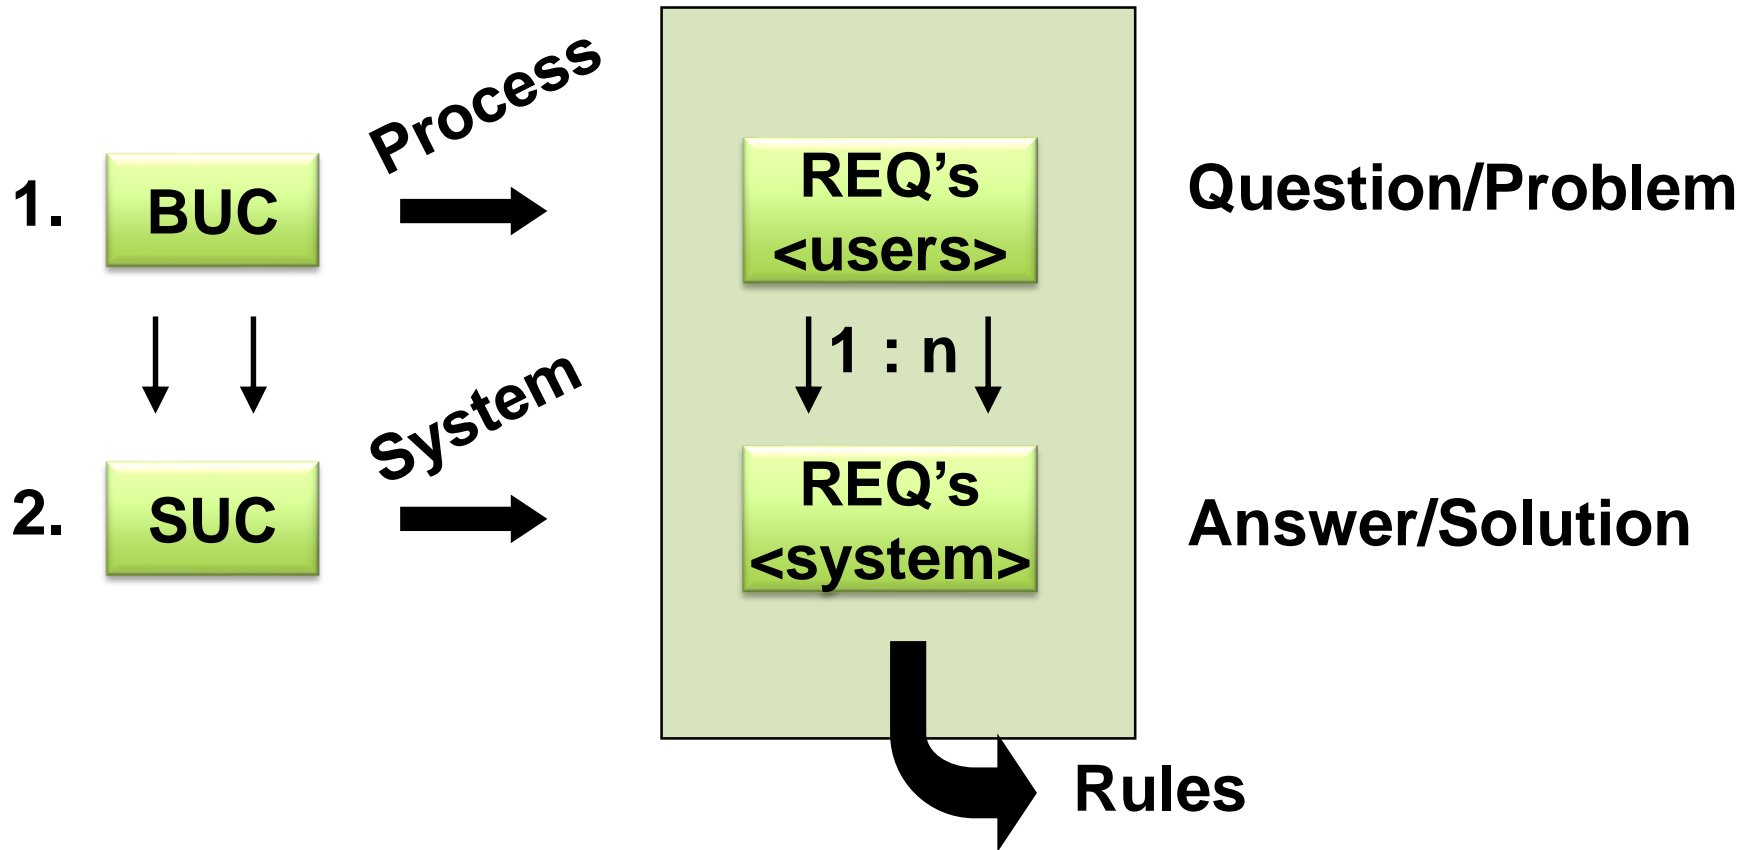 Process
1.
BUC
REQ’s
<users>
Question/Problem
1 : n
System
2.
SUC
REQ’s
<system>
Answer/Solution
Rules